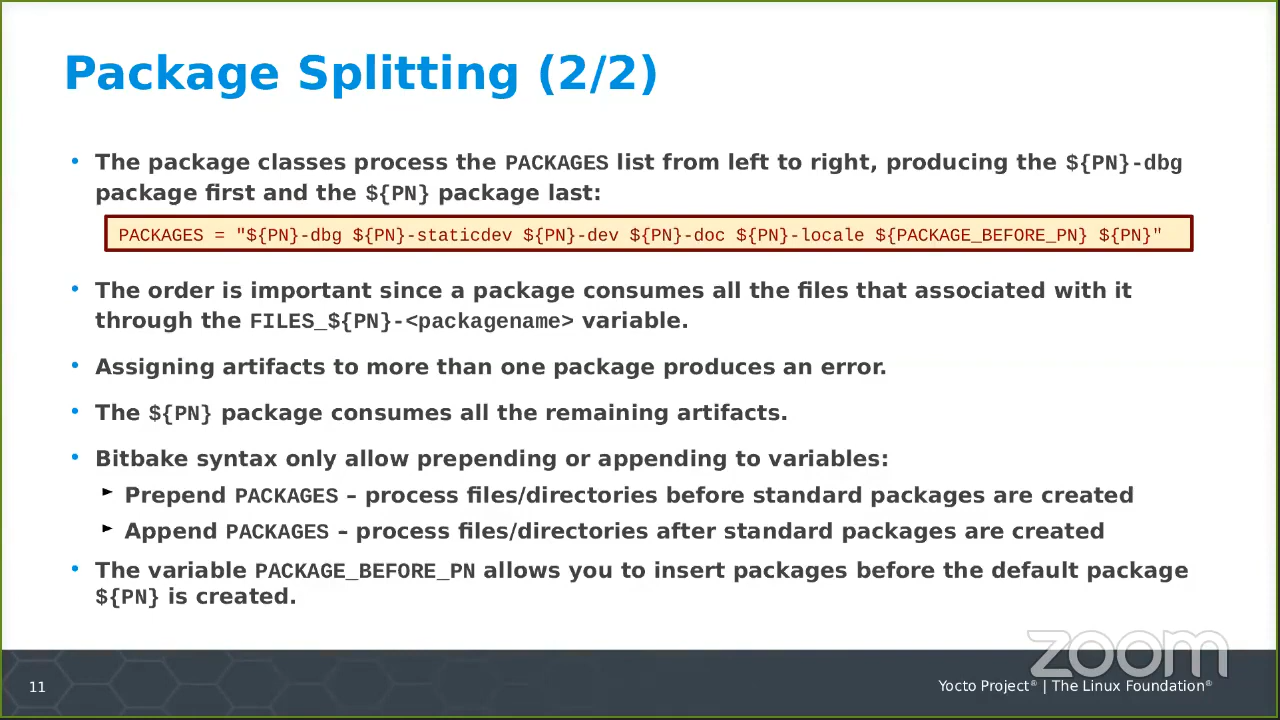 Package Splitting (2/2)
• The package classes process the PACKAGES list from left to right, producing the ${PN}-dbg
package first and the ${PN} package last:
PACKAGES = "${PN}-dbg ${PN}-staticdev ${PN}-dev ${PN}-doc ${PN}-locale ${PACKAGE_BEFORE_PN} ${PN}"
• The order is important since a package consumes all the files that associated with it
through the FILES_${PN}-<packagename> variable.
• Assigning artifacts to more than one package produces an error.
• The ${PN} package consumes all the remaining artifacts.
• Bitbake syntax only allow prepending or appending to variables:
► Prepend PACKAGES – process files/directories before standard packages are created
► Append PACKAGES – process files/directories after standard packages are created
• The variable PACKAGE_BEFORE_PN allows you to insert packages before the default package
${PN} is created.
zoom
11
Yocto Project® | The Linux Foundation®